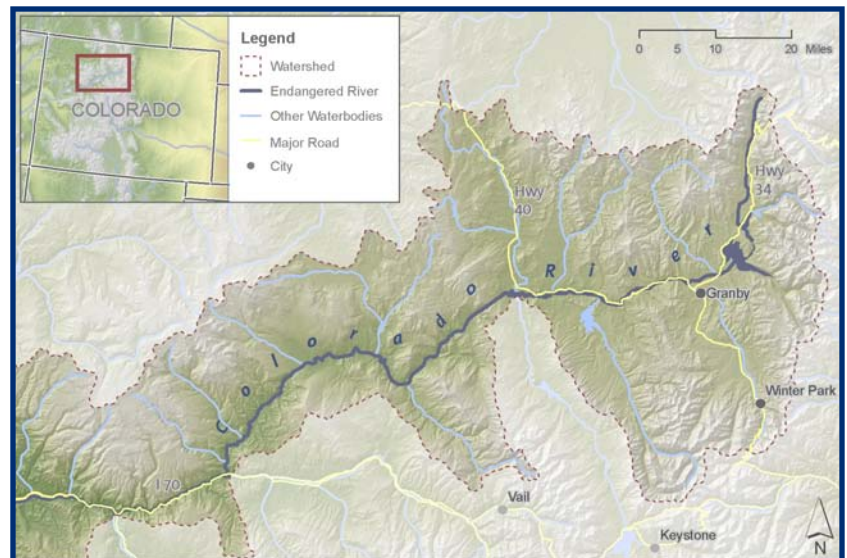 Legend
Watershed
Endangered River
Other Waterbodies
Major Road
City
COLORADO
0 5 10 20 Miles
Hwy
40
Hwy
34
Colorado River
Granby
Winter Park
I 70
Vail
Keystone
N